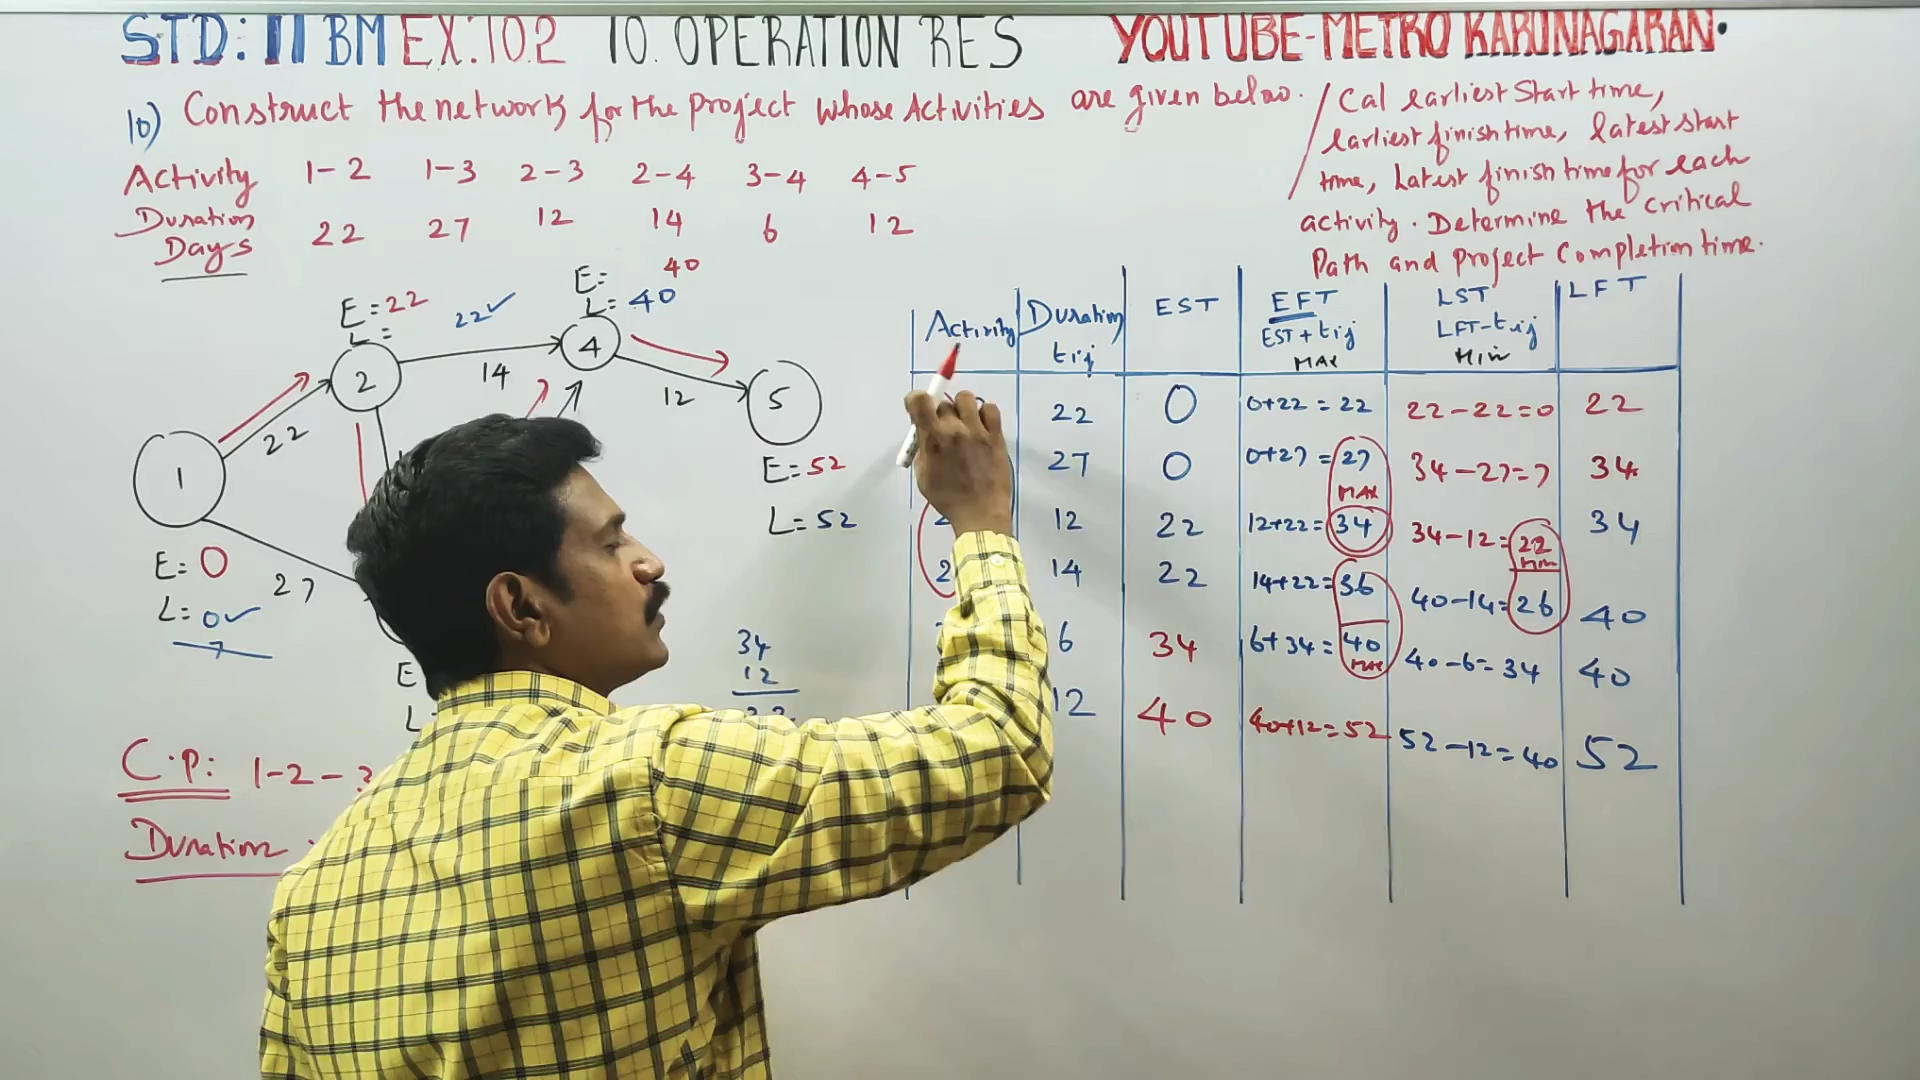 STD: 11 BM EX:10.2 10. OPERATION RES YOUTUBE-METRO KARUNAGARAN.
10) Construct the network for the project whose Activities are given below. / Cal earliest start time,
earliest finish time, latest start
time, Latest finish time for each
activity. Determine the critical
Path and project Completion time.
Activity 1-2 1-3 2-3 2-4 3-4 4-5
Duration Days 22 27 12 14 6 12
E=22
L=
22✓
E= 40
L=40
1
2
4
5
22
14
12
27
E=52
L=52
E=0
L=0✓
E
L
34
12
C.P: 1-2-3
Duration
Activity Duration tij EST EFT EST+tij MAX LST LFT-tij Min LFT
22 0 0+22=22 22-22=0 22
27 0 0+27=27 MAX 34-27=7 34
2 12 22 12+22=34 34-12=22 Min 34
2 14 22 14+22=36 40-14=26 40
6 34 6+34=40 MAX 40-6=34 40
12 40 40+12=52 52-12=40 52